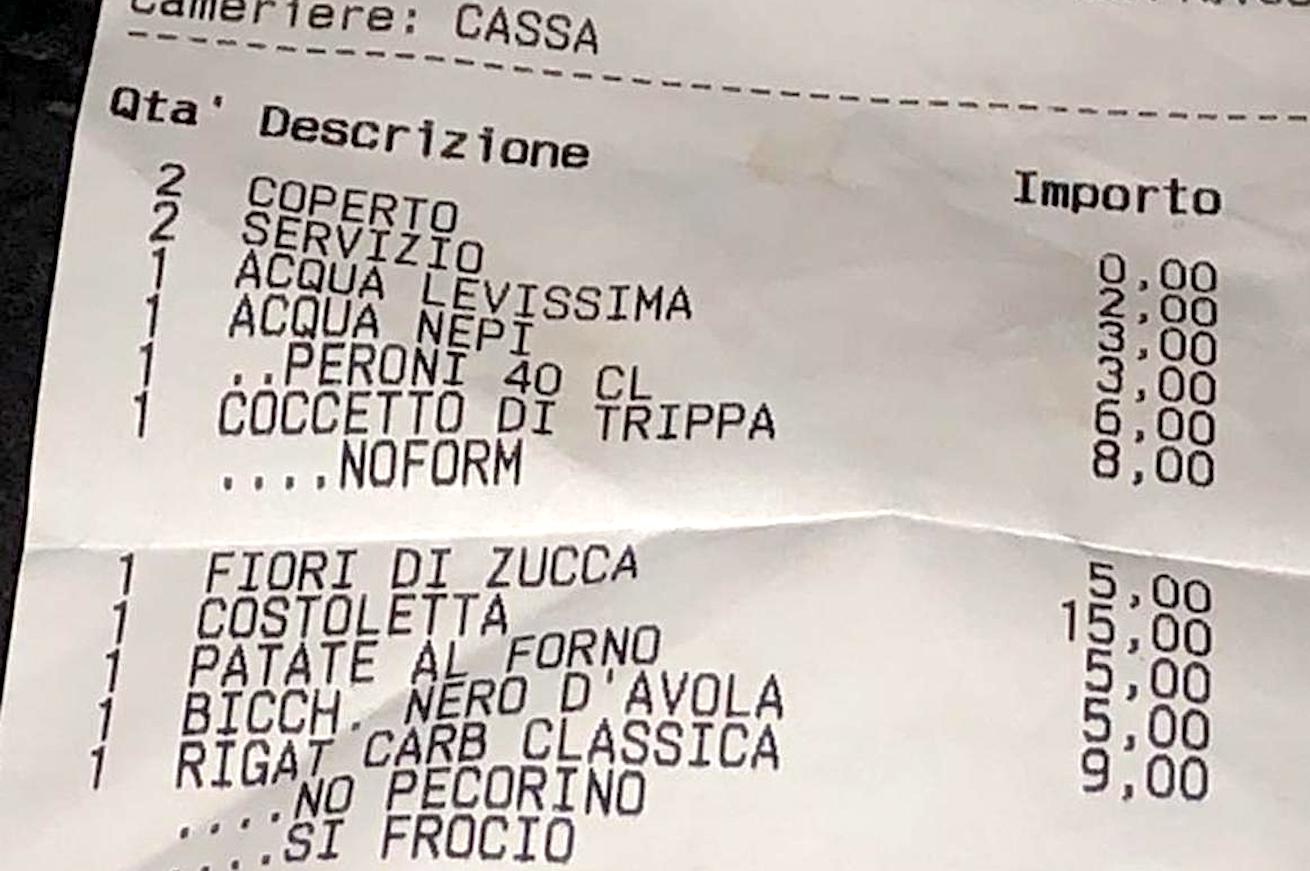 Cameriere: CASSA
Qta' Descrizione Importo
2 COPERTO 0,00
2 SERVIZIO 2,00
1 ACQUA LEVISSIMA 3,00
1 ACQUA NEPI 3,00
1 ..PERONI 40 CL 6,00
1 COCCETTO DI TRIPPA 8,00
....NOFORM
1 FIORI DI ZUCCA 5,00
1 COSTOLETTA 15,00
1 PATATE AL FORNO 5,00
1 BICCH. NERO D'AVOLA 5,00
1 RIGAT CARB CLASSICA 9,00
....NO PECORINO
....SI FROCIO